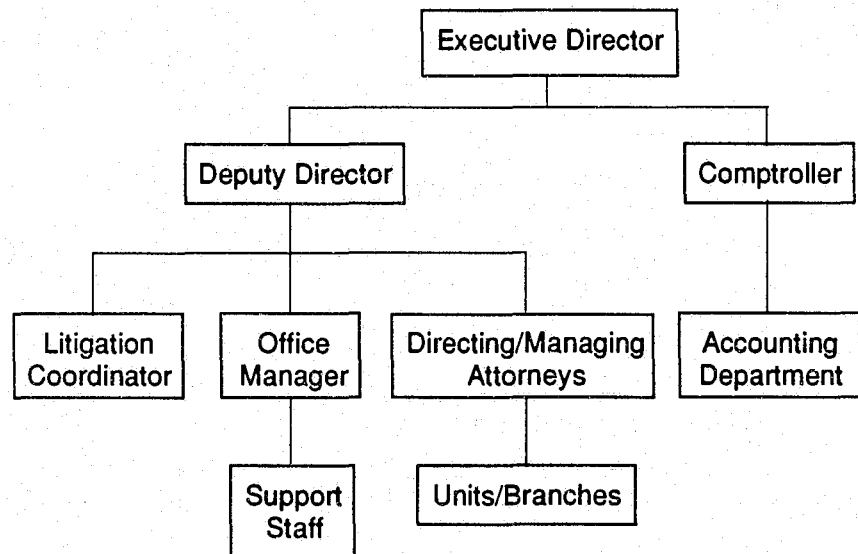 Executive Director
Deputy Director
Comptroller
Litigation
Coordinator
Office
Manager
Directing/Managing
Attorneys
Accounting
Department
Support
Staff
Units/Branches